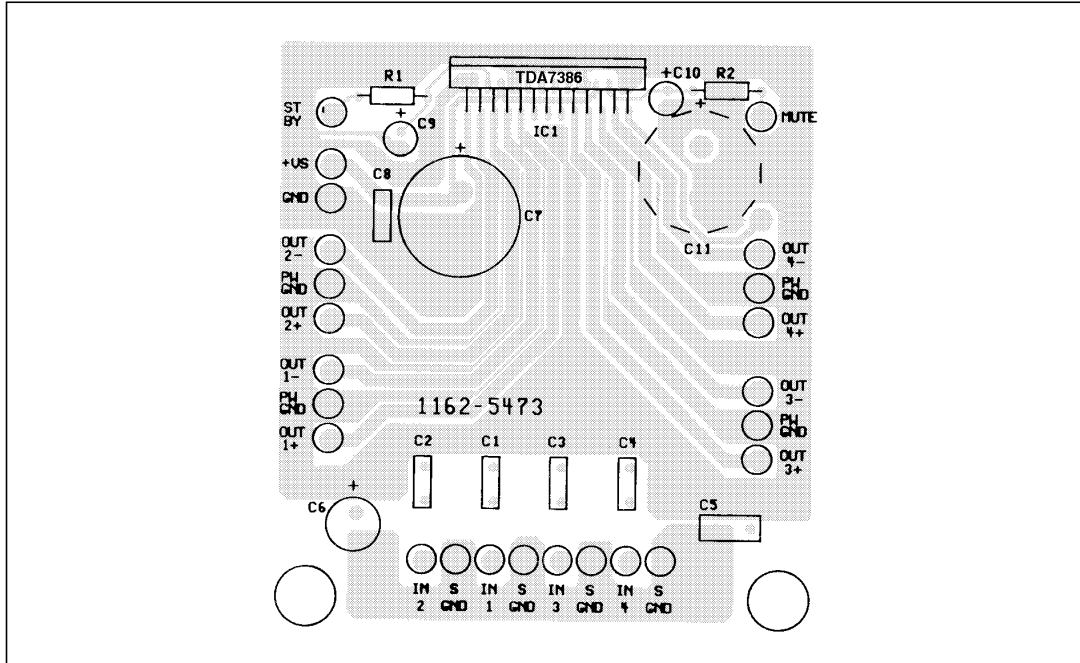 TDA7386
IC1
R1
+C10
R2
+
+
C9
+
ST
BY
MUTE
+VS
C8
GND
C7
C11
OUT
2-
OUT
4-
PW
GND
PW
GND
OUT
2+
OUT
4+
OUT
1-
OUT
3-
PW
GND
1162-5473
PW
GND
OUT
1+
OUT
3+
C2
C1
C3
C4
+
C6
C5
IN
2
S
GND
IN
1
S
GND
IN
3
S
GND
IN
4
S
GND